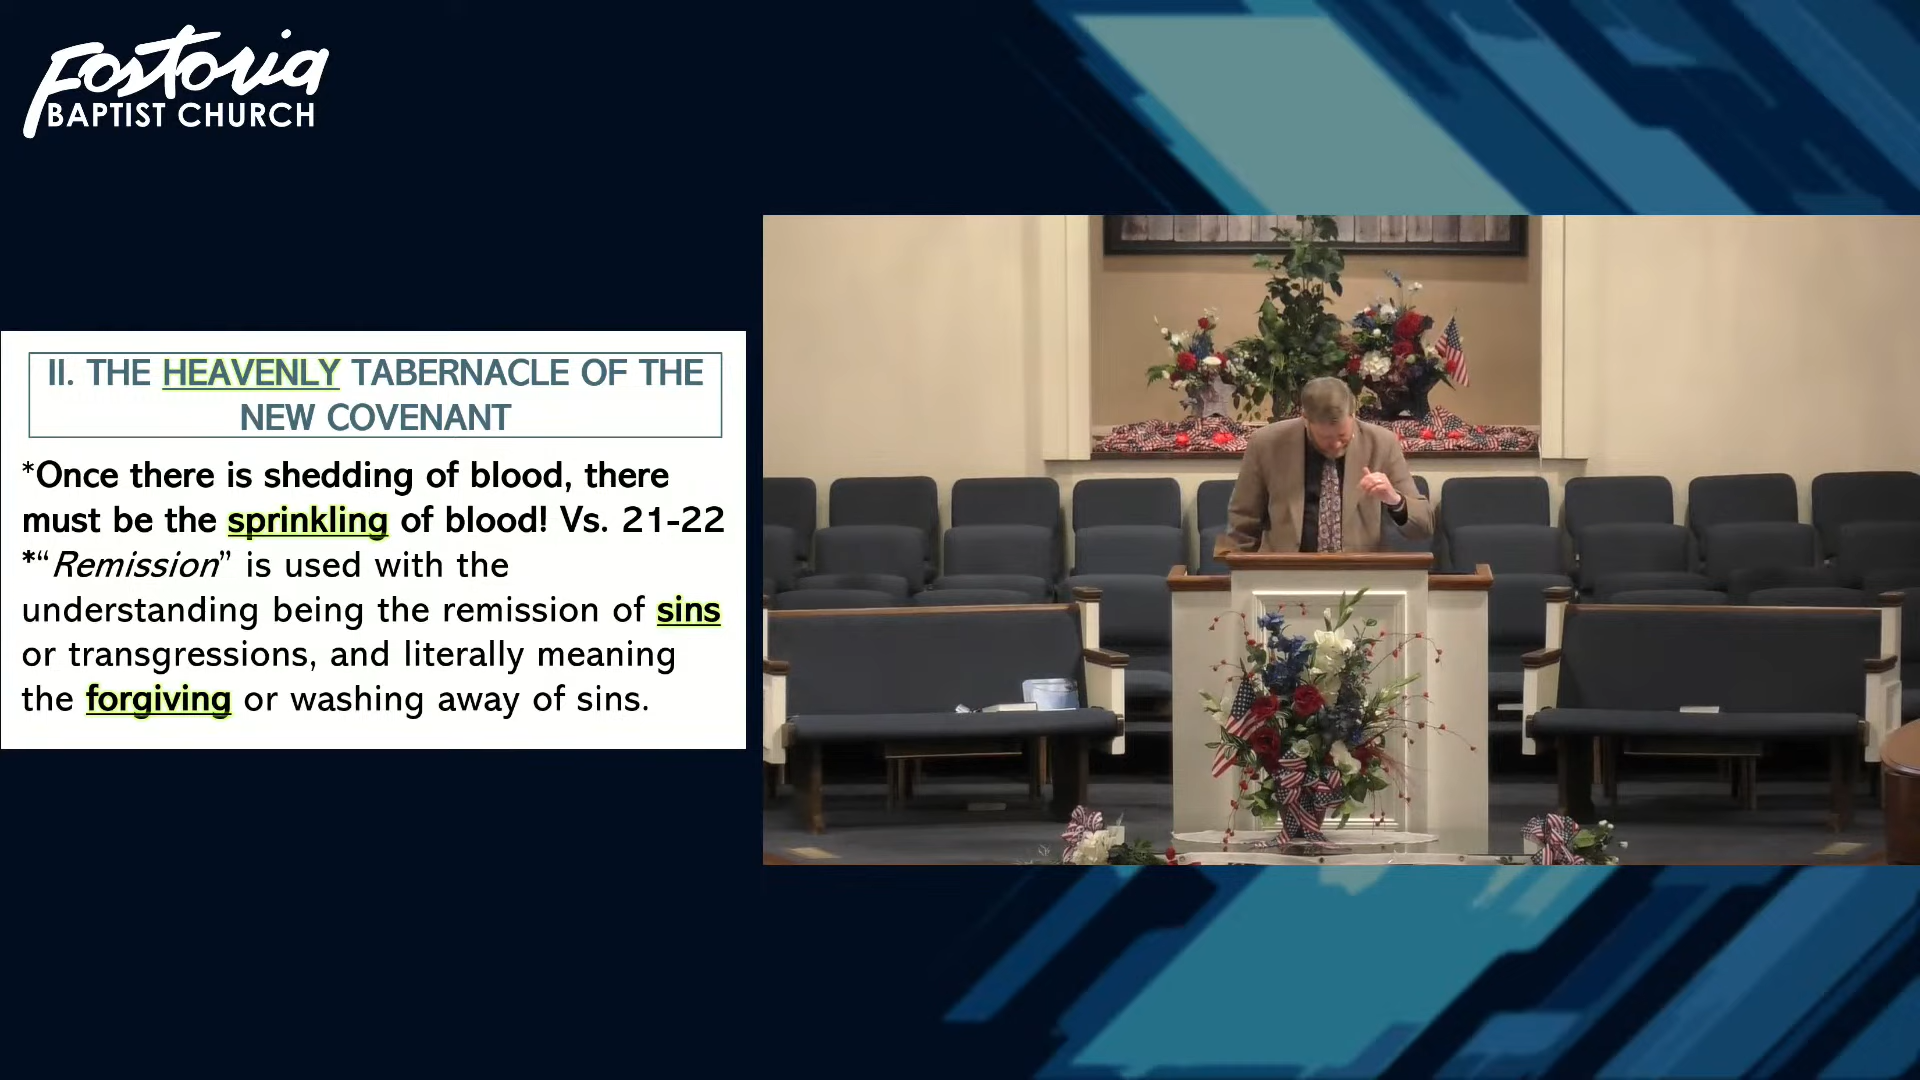 Fostoria
BAPTIST CHURCH
II. THE HEAVENLY TABERNACLE OF THE
NEW COVENANT
*Once there is shedding of blood, there
must be the sprinkling of blood! Vs. 21-22
*“Remission” is used with the
understanding being the remission of sins
or transgressions, and literally meaning
the forgiving or washing away of sins.